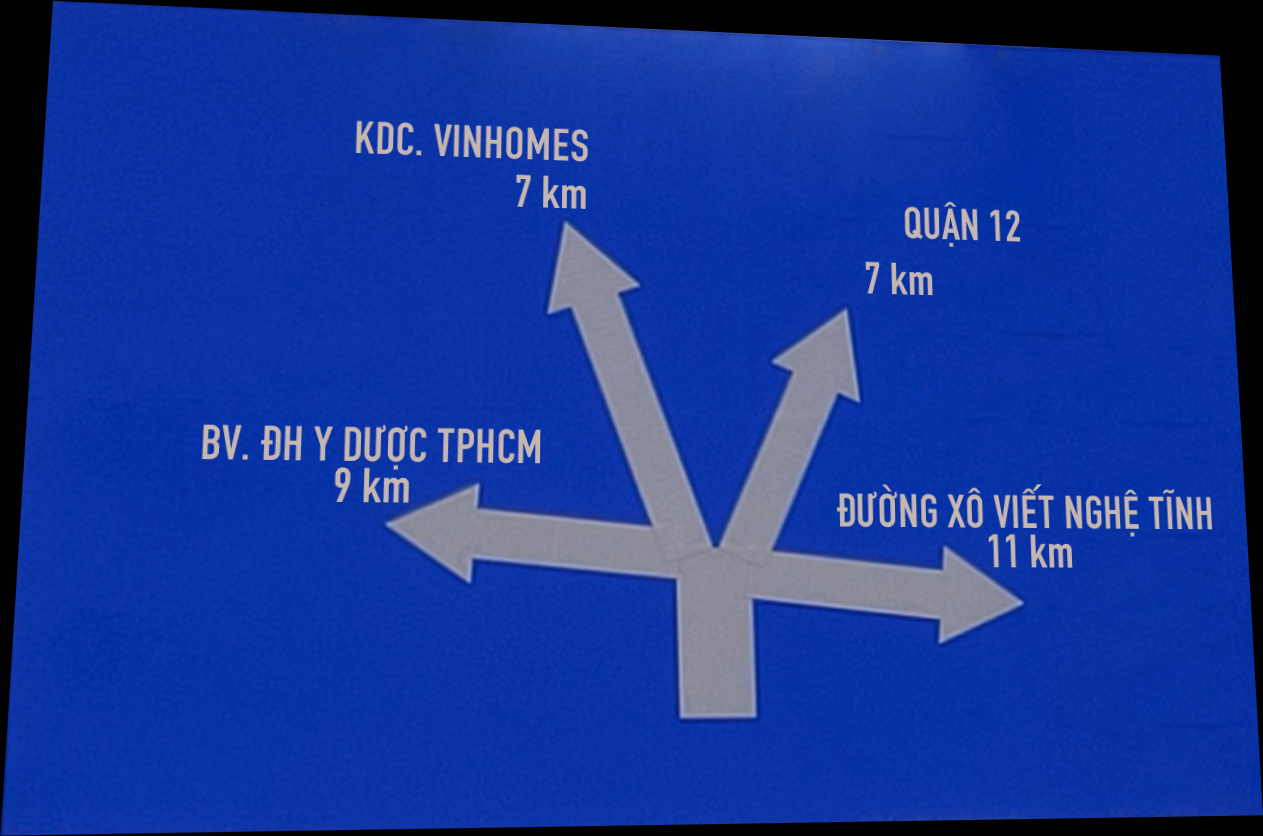 KDC. VINHOMES
7 km
QUẬN 12
7 km
BV. ĐH Y DƯỢC TPHCM
9 km
ĐƯỜNG XÔ VIẾT NGHỆ TĨNH
11 km